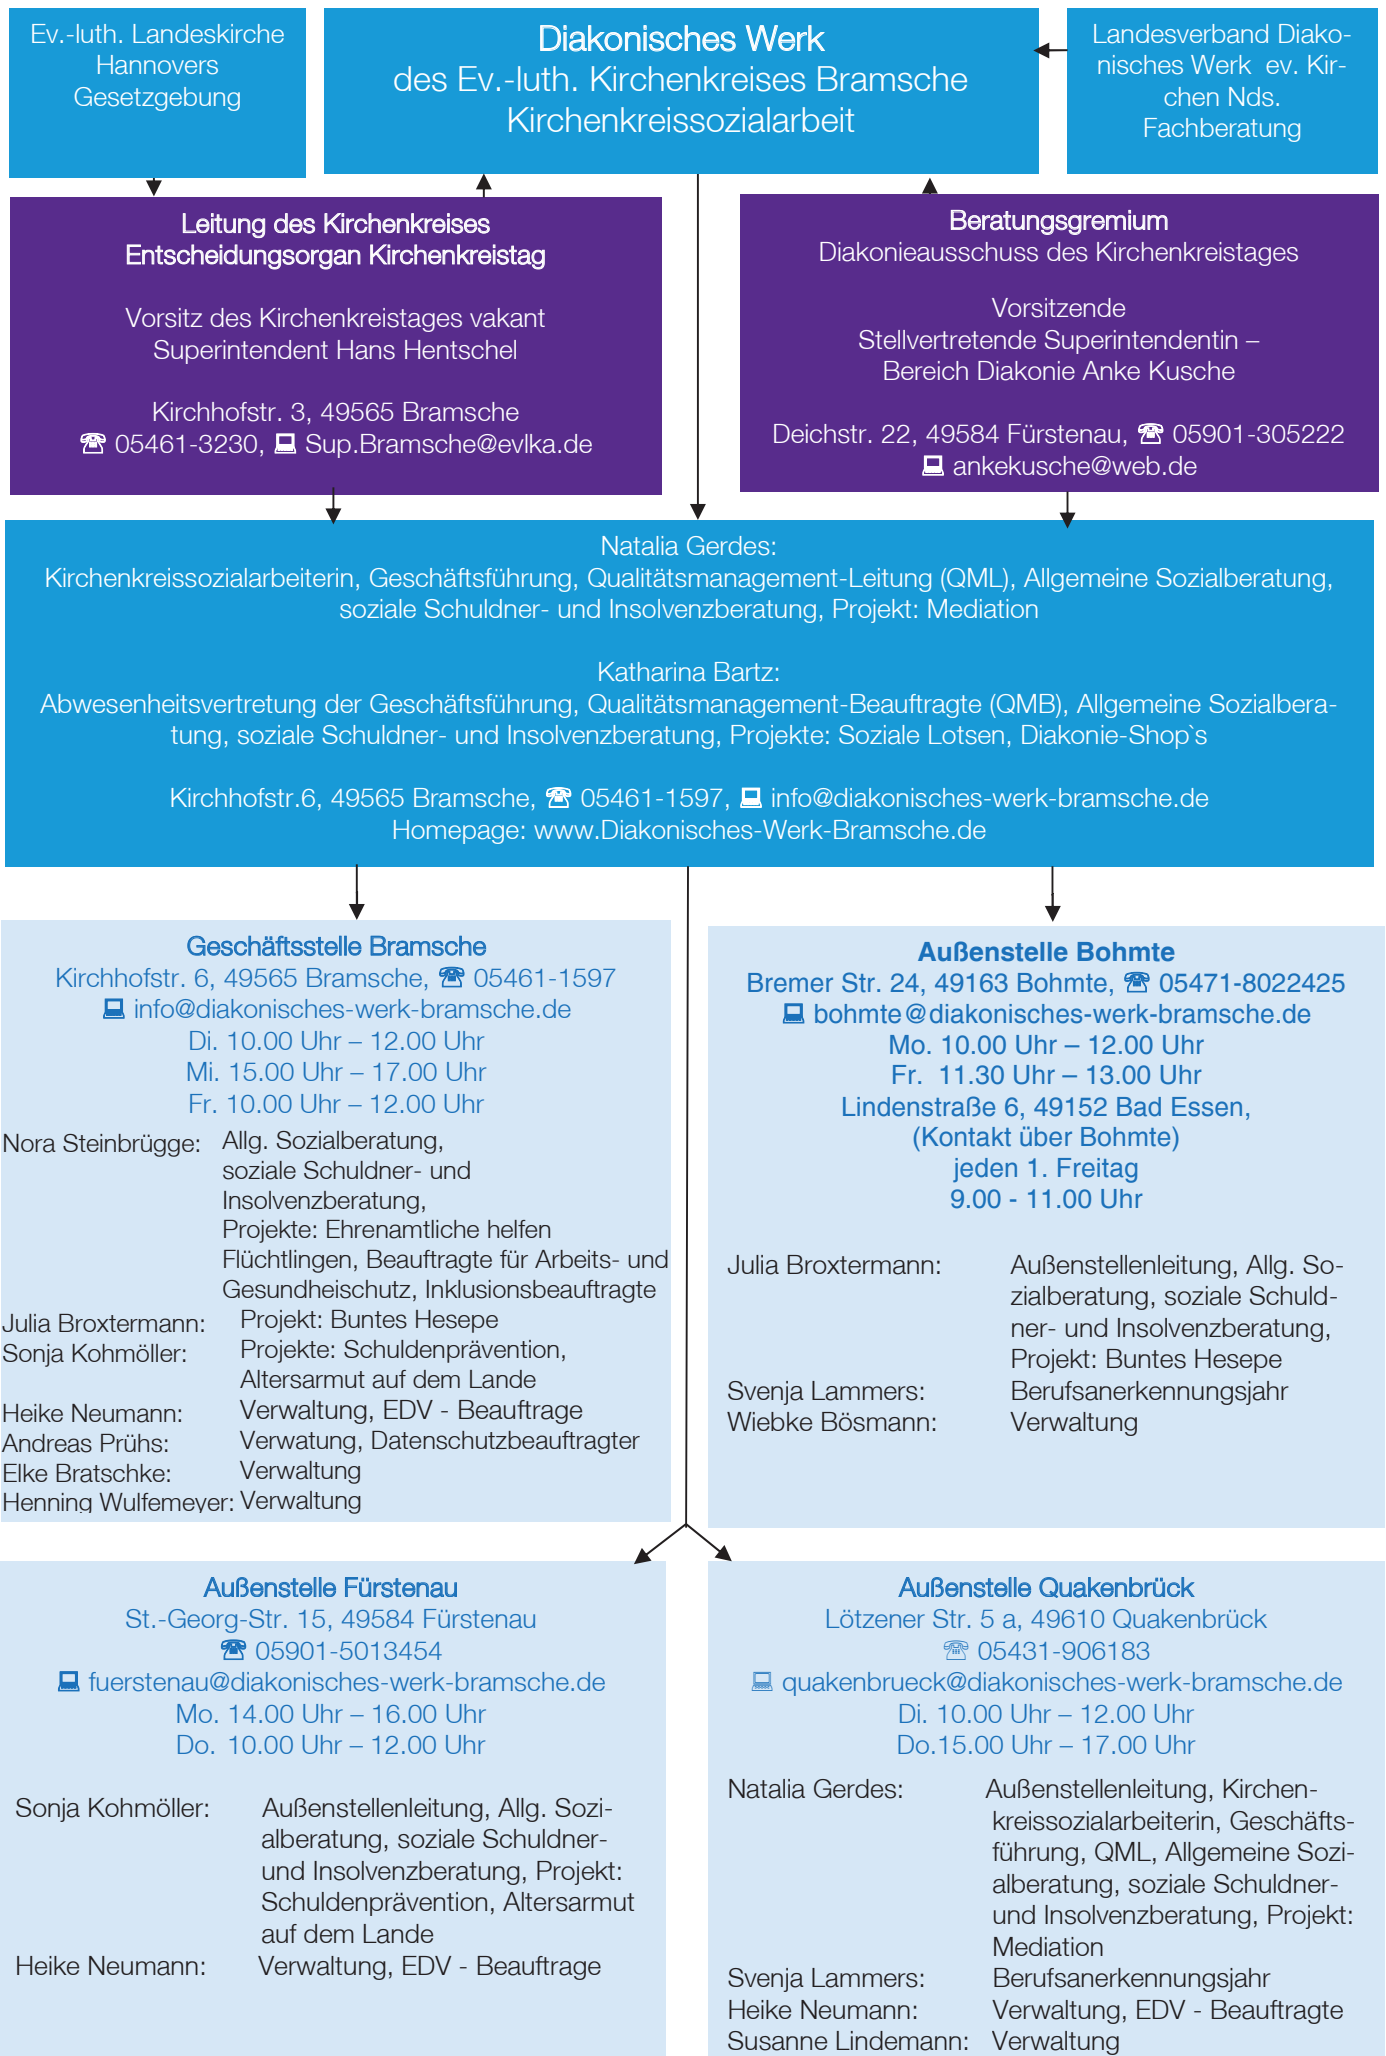 Ev.-luth. Landeskirche
Hannovers
Gesetzgebung
Diakonisches Werk
des Ev.-luth. Kirchenkreises Bramsche
Kirchenkreissozialarbeit
Landesverband Diako-
nisches Werk ev. Kir-
chen Nds.
Fachberatung
Leitung des Kirchenkreises
Entscheidungsorgan Kirchenkreistag
Vorsitz des Kirchenkreistages vakant
Superintendent Hans Hentschel
Kirchhofstr. 3, 49565 Bramsche
☎ 05461-3230, 💻 Sup.Bramsche@evlka.de
Beratungsgremium
Diakonieausschuss des Kirchenkreistages
Vorsitzende
Stellvertretende Superintendentin –
Bereich Diakonie Anke Kusche
Deichstr. 22, 49584 Fürstenau, ☎ 05901-305222
💻 ankekusche@web.de
Natalia Gerdes:
Kirchenkreissozialarbeiterin, Geschäftsführung, Qualitätsmanagement-Leitung (QML), Allgemeine Sozialberatung,
soziale Schuldner- und Insolvenzberatung, Projekt: Mediation
Katharina Bartz:
Abwesenheitsvertretung der Geschäftsführung, Qualitätsmanagement-Beauftragte (QMB), Allgemeine Sozialbera-
tung, soziale Schuldner- und Insolvenzberatung, Projekte: Soziale Lotsen, Diakonie-Shop`s
Kirchhofstr.6, 49565 Bramsche, ☎ 05461-1597, 💻 info@diakonisches-werk-bramsche.de
Homepage: www.Diakonisches-Werk-Bramsche.de
Geschäftsstelle Bramsche
Kirchhofstr. 6, 49565 Bramsche, ☎ 05461-1597
💻 info@diakonisches-werk-bramsche.de
Di. 10.00 Uhr – 12.00 Uhr
Mi. 15.00 Uhr – 17.00 Uhr
Fr. 10.00 Uhr – 12.00 Uhr
Nora Steinbrügge: Allg. Sozialberatung,
soziale Schuldner- und
Insolvenzberatung,
Projekte: Ehrenamtliche helfen
Flüchtlingen, Beauftragte für Arbeits- und
Gesundheischutz, Inklusionsbeauftragte
Julia Broxtermann: Projekt: Buntes Hesepe
Sonja Kohmöller: Projekte: Schuldenprävention,
Altersarmut auf dem Lande
Heike Neumann: Verwaltung, EDV - Beauftrage
Andreas Prühs: Verwatung, Datenschutzbeauftragter
Elke Bratschke: Verwaltung
Henning Wulfemeyer: Verwaltung
Außenstelle Bohmte
Bremer Str. 24, 49163 Bohmte, ☎ 05471-8022425
💻 bohmte@diakonisches-werk-bramsche.de
Mo. 10.00 Uhr – 12.00 Uhr
Fr. 11.30 Uhr – 13.00 Uhr
Lindenstraße 6, 49152 Bad Essen,
(Kontakt über Bohmte)
jeden 1. Freitag
9.00 - 11.00 Uhr
Julia Broxtermann: Außenstellenleitung, Allg. So-
zialberatung, soziale Schuld-
ner- und Insolvenzberatung,
Projekt: Buntes Hesepe
Svenja Lammers: Berufsanerkennungsjahr
Wiebke Bösmann: Verwaltung
Außenstelle Fürstenau
St.-Georg-Str. 15, 49584 Fürstenau
☎ 05901-5013454
💻 fuerstenau@diakonisches-werk-bramsche.de
Mo. 14.00 Uhr – 16.00 Uhr
Do. 10.00 Uhr – 12.00 Uhr
Sonja Kohmöller: Außenstellenleitung, Allg. Sozi-
alberatung, soziale Schuldner-
und Insolvenzberatung, Projekt:
Schuldenprävention, Altersarmut
auf dem Lande
Heike Neumann: Verwaltung, EDV - Beauftrage
Außenstelle Quakenbrück
Lötzener Str. 5 a, 49610 Quakenbrück
☎ 05431-906183
💻 quakenbrueck@diakonisches-werk-bramsche.de
Di. 10.00 Uhr – 12.00 Uhr
Do.15.00 Uhr – 17.00 Uhr
Natalia Gerdes: Außenstellenleitung, Kirchen-
kreissozialarbeiterin, Geschäfts-
führung, QML, Allgemeine Sozi-
alberatung, soziale Schuldner-
und Insolvenzberatung, Projekt:
Mediation
Svenja Lammers: Berufsanerkennungsjahr
Heike Neumann: Verwaltung, EDV - Beauftragte
Susanne Lindemann: Verwaltung